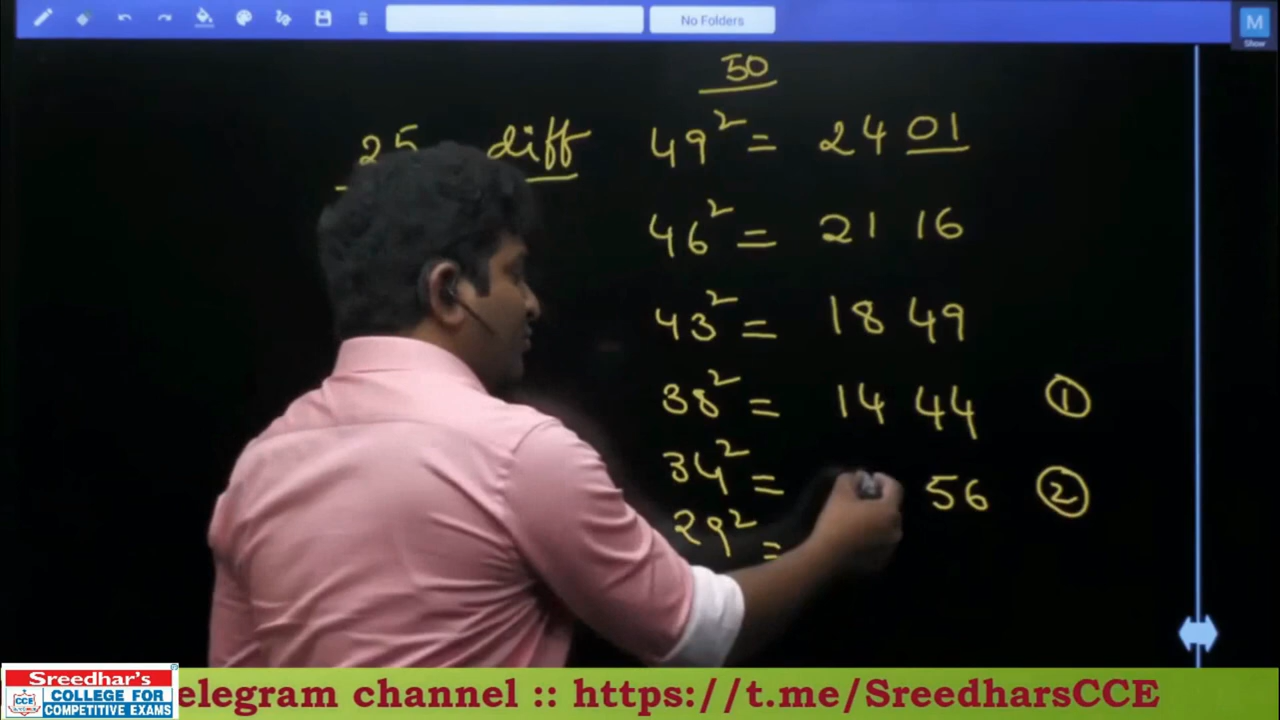 No Folders
M
Show
50
25 diff 49² = 24 01
46² = 21 16
43² = 18 49
38² = 14 44 ①
34² = 56 ②
29² =
Sreedhar's
COLLEGE FOR
CCE
COMPETITIVE EXAMS
elegram channel :: https://t.me/SreedharsCCE